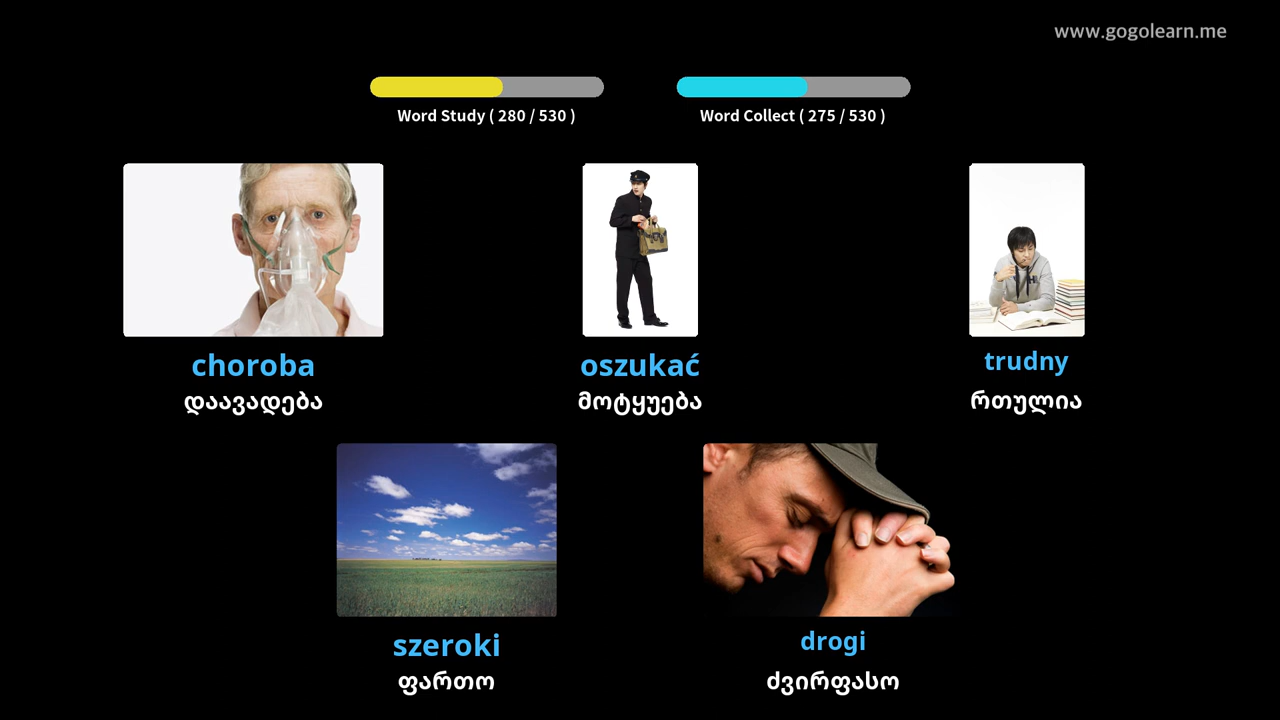 www.gogolearn.me
Word Study ( 280 / 530 )
Word Collect ( 275 / 530 )
choroba
დაავადება
oszukać
მოტყუება
trudny
რთულია
szeroki
ფართო
drogi
ძვირფასო